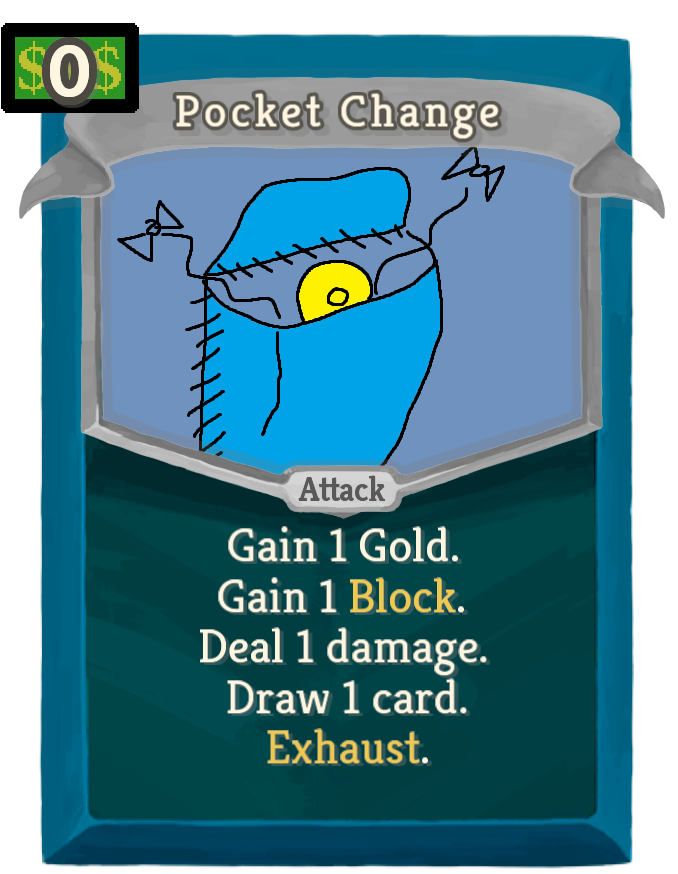 $0$
Pocket Change
Attack
Gain 1 Gold.
Gain 1 Block.
Deal 1 damage.
Draw 1 card.
Exhaust.